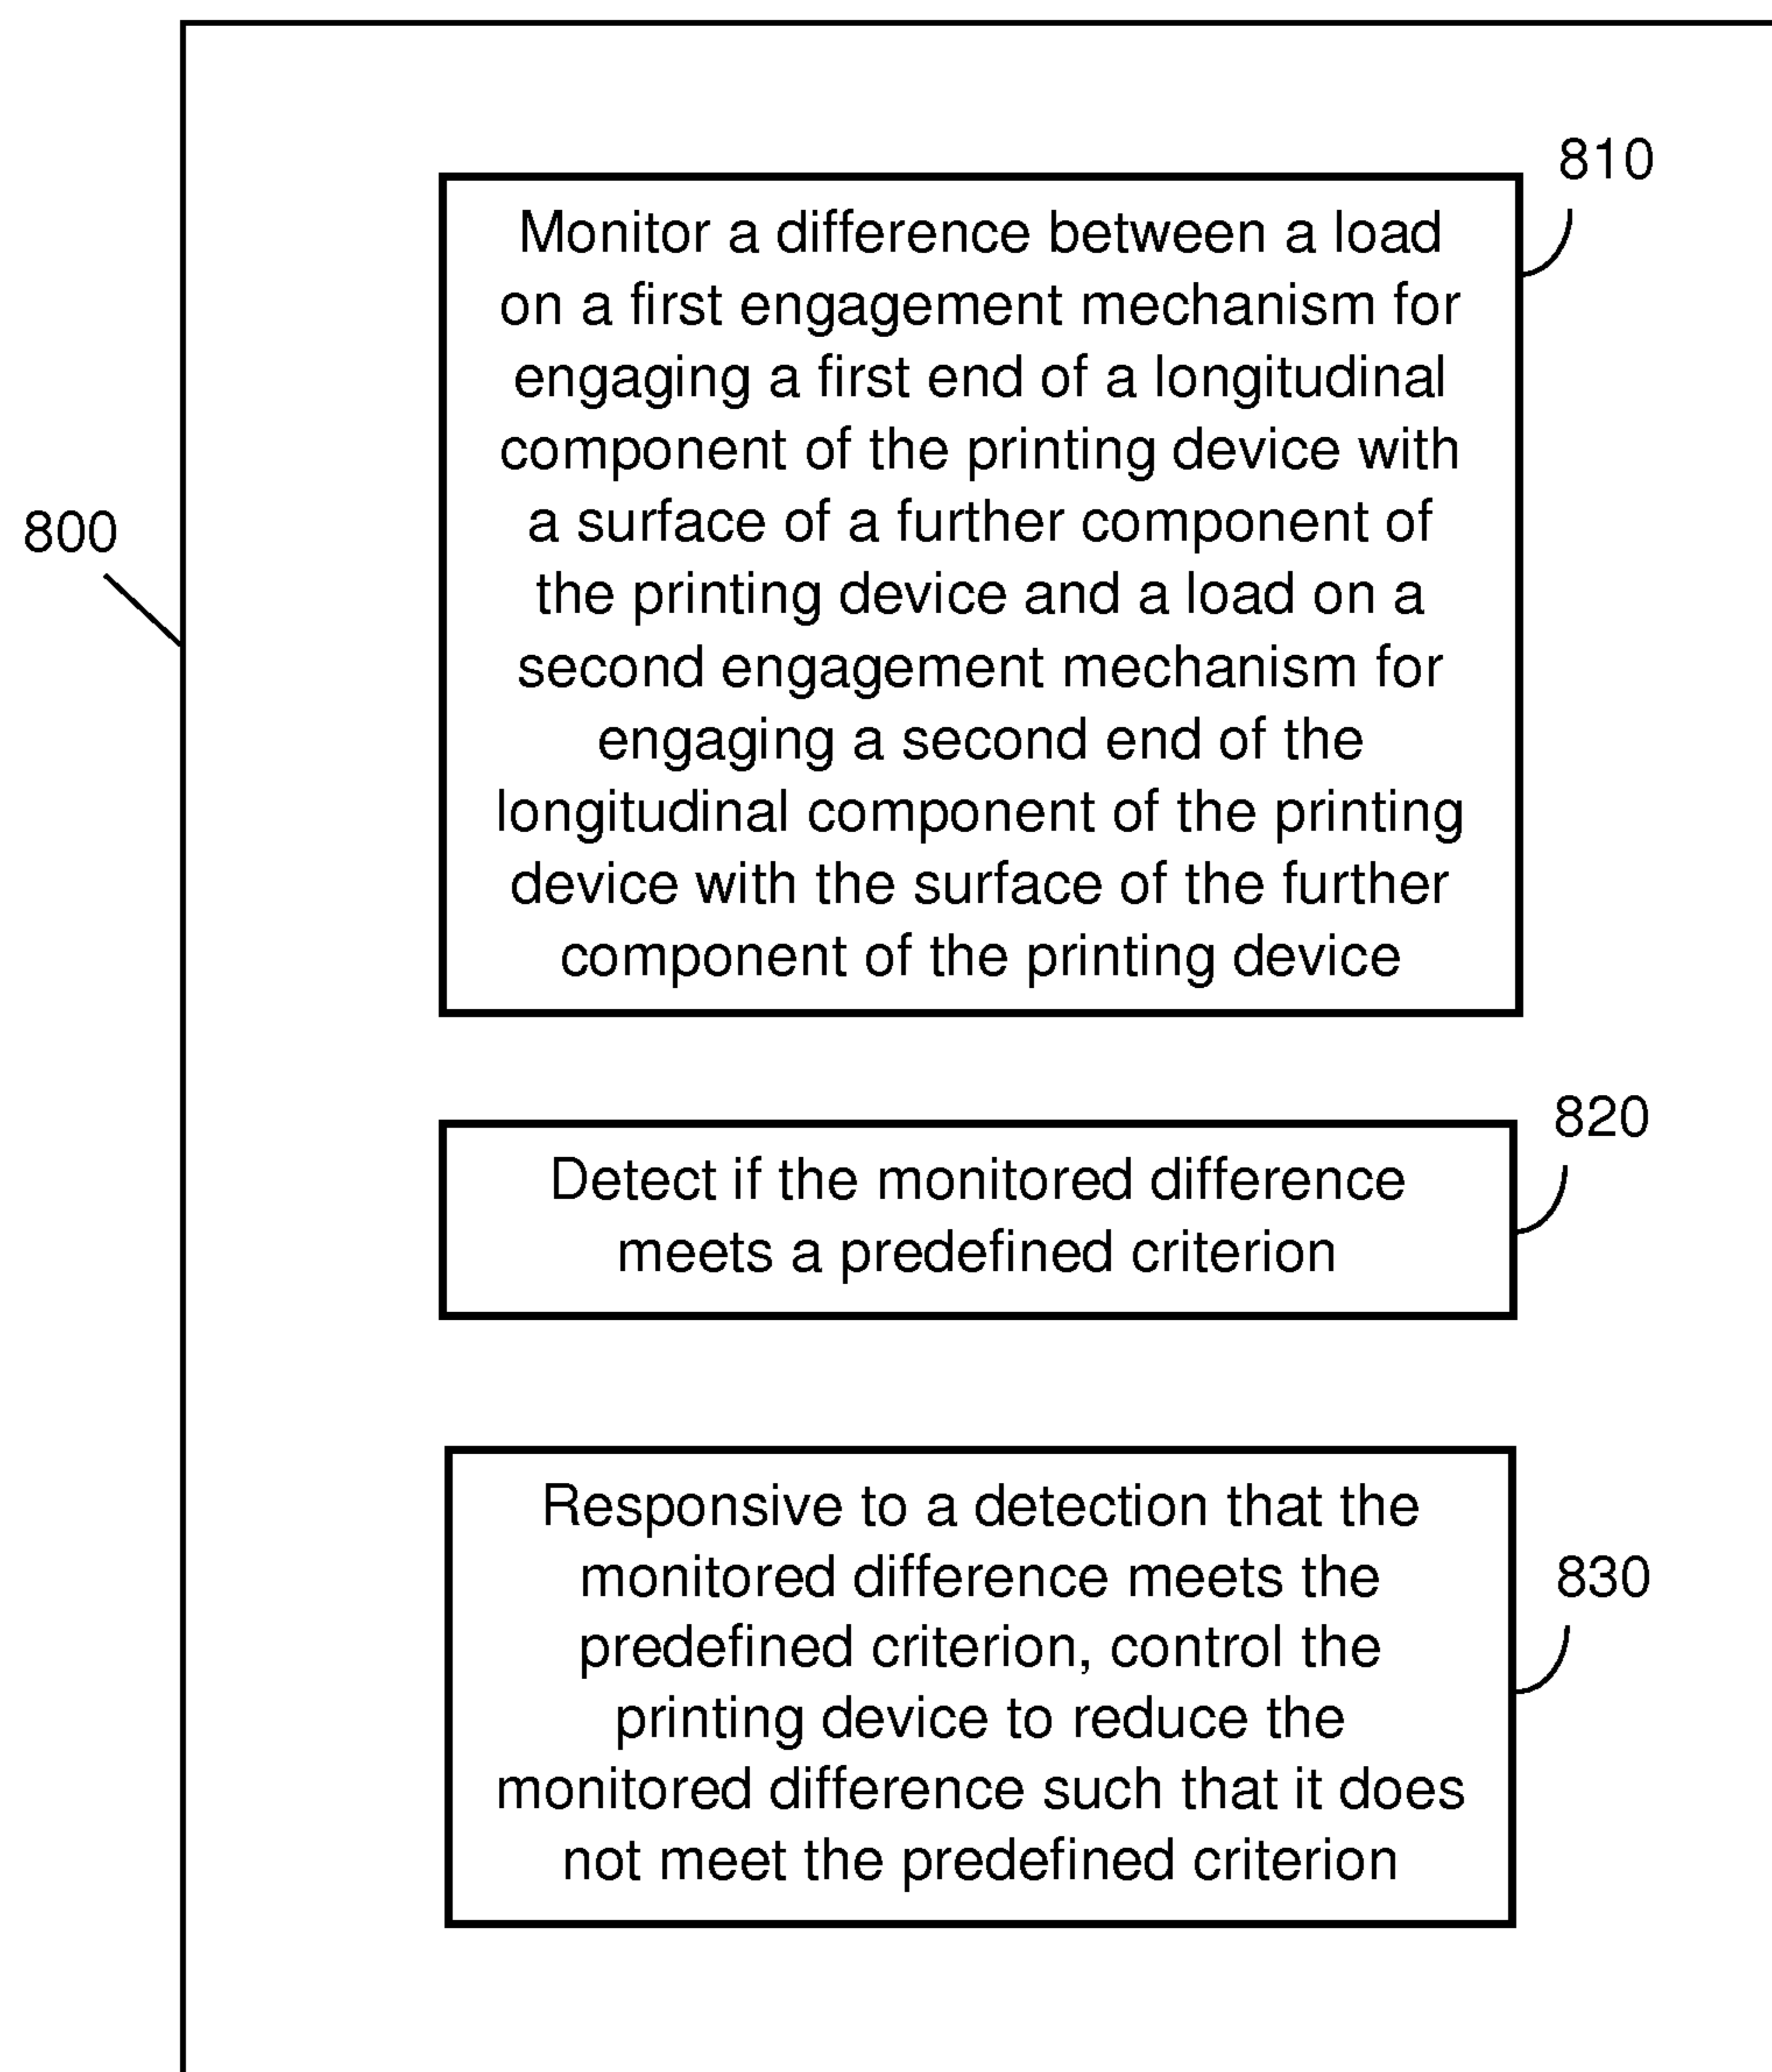 810
Monitor a difference between a load
on a first engagement mechanism for
engaging a first end of a longitudinal
component of the printing device with
a surface of a further component of
the printing device and a load on a
second engagement mechanism for
engaging a second end of the
longitudinal component of the printing
device with the surface of the further
component of the printing device
800
820
Detect if the monitored difference
meets a predefined criterion
Responsive to a detection that the
monitored difference meets the
predefined criterion, control the
printing device to reduce the
monitored difference such that it does
not meet the predefined criterion
830